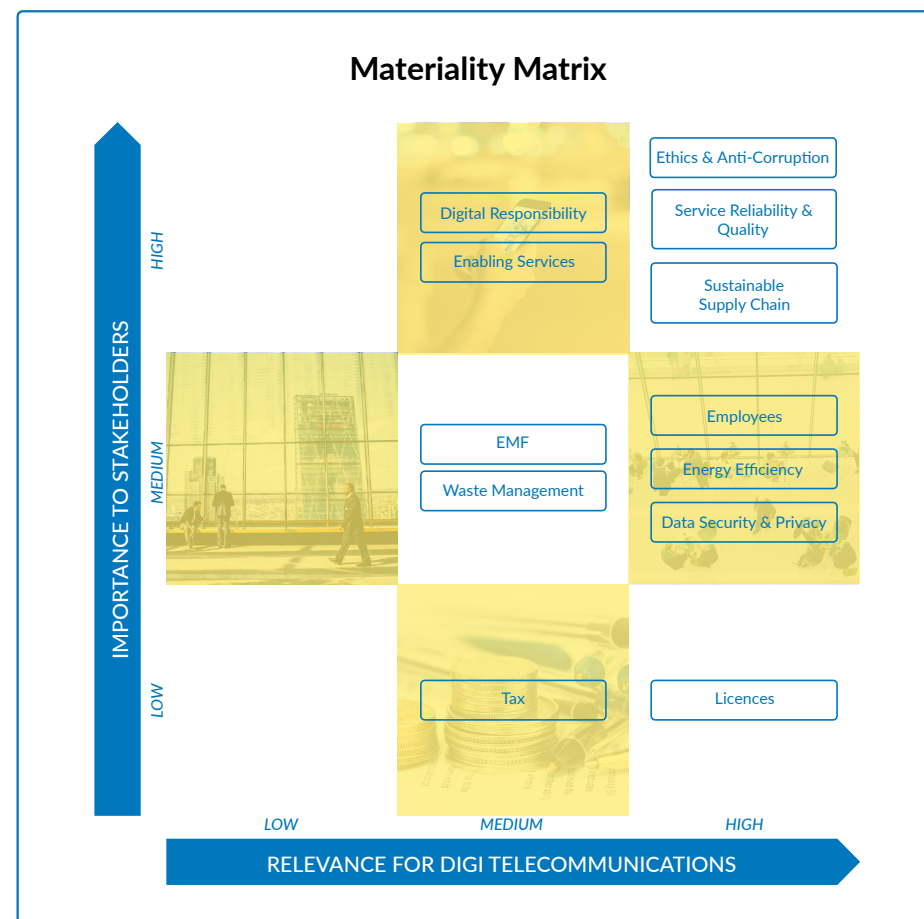 Materiality Matrix
IMPORTANCE TO STAKEHOLDERS
HIGH
Digital Responsibility
Enabling Services
Ethics & Anti-Corruption
Service Reliability &
Quality
Sustainable
Supply Chain
MEDIUM
EMF
Waste Management
Employees
Energy Efficiency
Data Security & Privacy
LOW
Tax
Licences
LOW
MEDIUM
HIGH
RELEVANCE FOR DIGI TELECOMMUNICATIONS